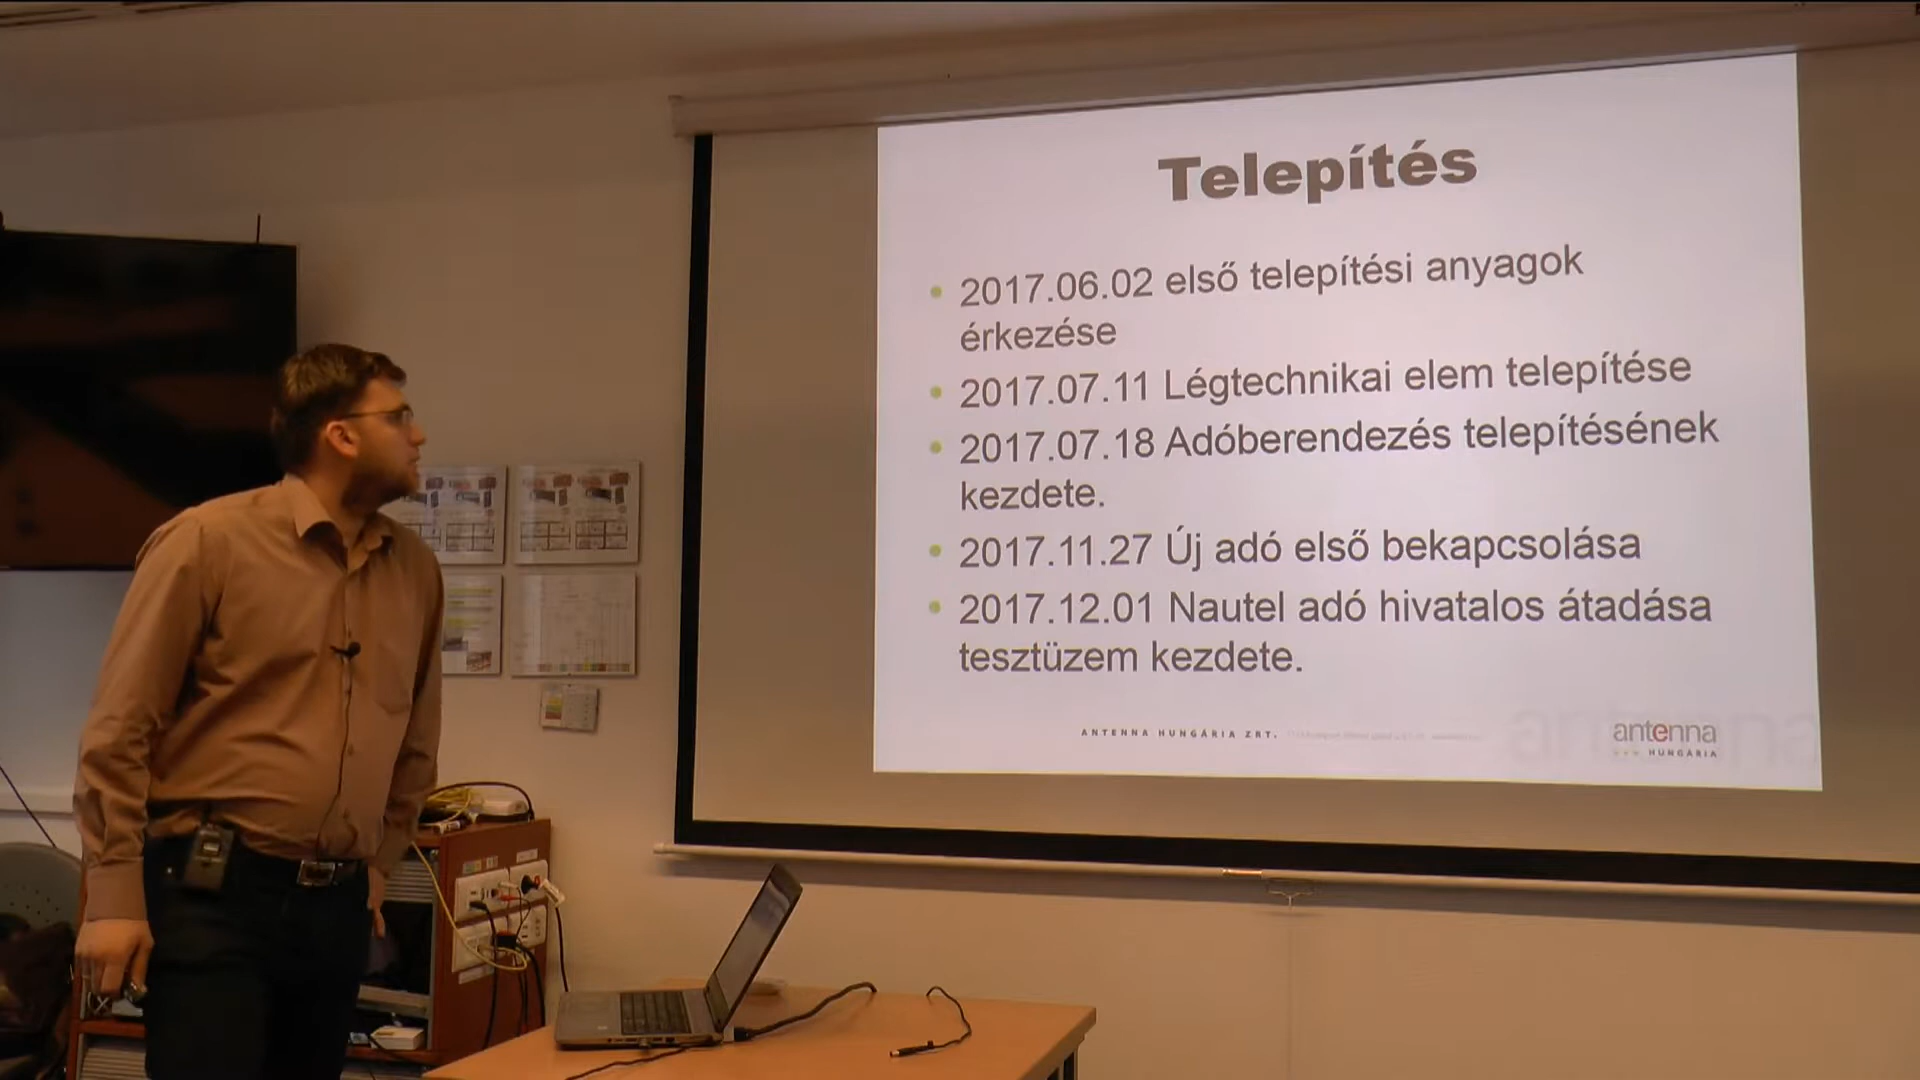 Telepítés
2017.06.02 első telepítési anyagok
érkezése
2017.07.11 Légtechnikai elem telepítése
2017.07.18 Adóberendezés telepítésének
kezdete.
2017.11.27 Új adó első bekapcsolása
2017.12.01 Nautel adó hivatalos átadása
tesztüzem kezdete.
ANTENNA HUNGÁRIA ZRT.
antenna
HUNGÁRIA